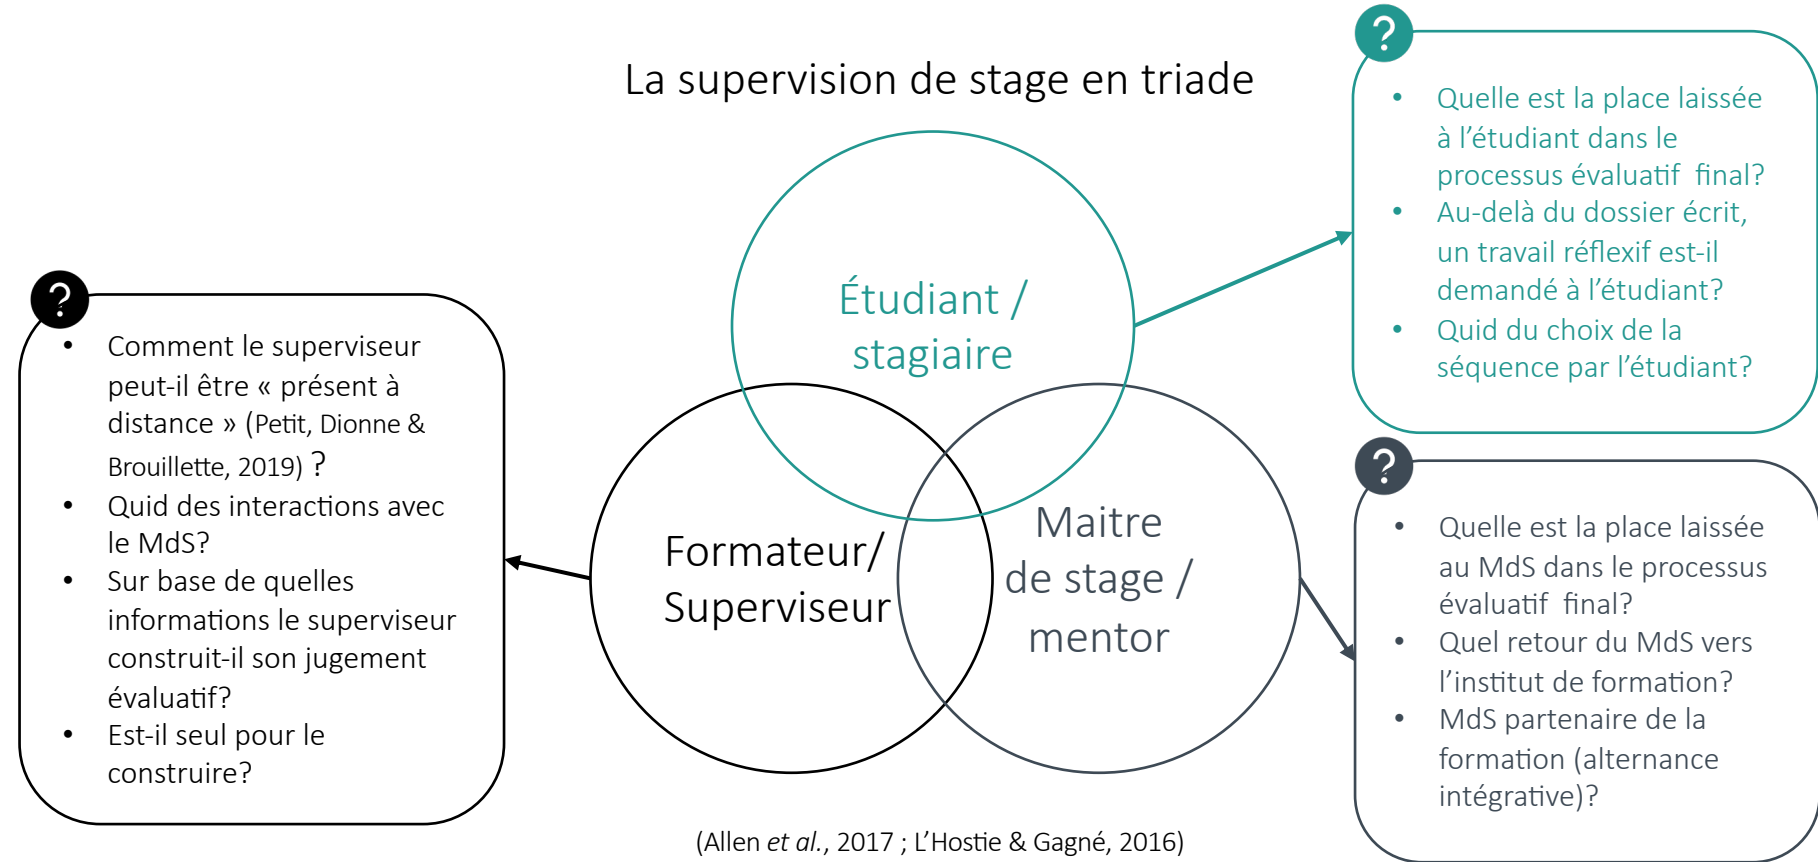 La supervision de stage en triade
?
• Quelle est la place laissée
à l’étudiant dans le
processus évaluatif final?
• Au-delà du dossier écrit,
un travail réflexif est-il
demandé à l’étudiant?
• Quid du choix de la
séquence par l’étudiant?
Étudiant /
stagiaire
?
• Comment le superviseur
peut-il être « présent à
distance » (Petit, Dionne &
Brouillette, 2019) ?
• Quid des interactions avec
le MdS?
• Sur base de quelles
informations le superviseur
construit-il son jugement
évaluatif?
• Est-il seul pour le
construire?
Formateur/
Superviseur
Maitre
de stage /
mentor
?
• Quelle est la place laissée
au MdS dans le processus
évaluatif final?
• Quel retour du MdS vers
l’institut de formation?
• MdS partenaire de la
formation (alternance
intégrative)?
(Allen et al., 2017 ; L’Hostie & Gagné, 2016)